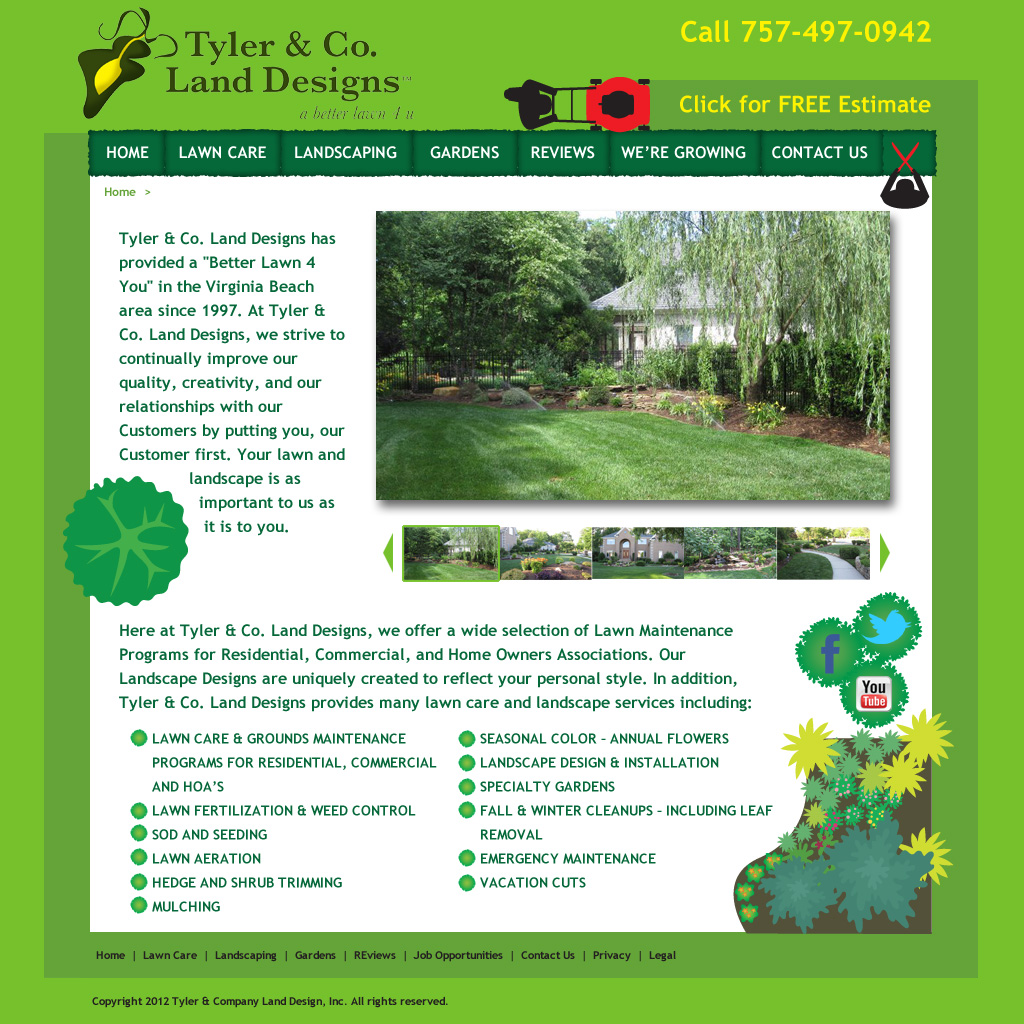 Call 757-497-0942
Tyler & Co.
Land Designs™
a better lawn 4 u
Click for FREE Estimate
HOME LAWN CARE LANDSCAPING GARDENS REVIEWS WE'RE GROWING CONTACT US
Home >
Tyler & Co. Land Designs has
provided a "Better Lawn 4
You" in the Virginia Beach
area since 1997. At Tyler &
Co. Land Designs, we strive to
continually improve our
quality, creativity, and our
relationships with our
Customers by putting you, our
Customer first. Your lawn and
landscape is as
important to us as
it is to you.
Here at Tyler & Co. Land Designs, we offer a wide selection of Lawn Maintenance
Programs for Residential, Commercial, and Home Owners Associations. Our
Landscape Designs are uniquely created to reflect your personal style. In addition,
Tyler & Co. Land Designs provides many lawn care and landscape services including:
f
You
Tube
LAWN CARE & GROUNDS MAINTENANCE
PROGRAMS FOR RESIDENTIAL, COMMERCIAL
AND HOA'S
LAWN FERTILIZATION & WEED CONTROL
SOD AND SEEDING
LAWN AERATION
HEDGE AND SHRUB TRIMMING
MULCHING
SEASONAL COLOR – ANNUAL FLOWERS
LANDSCAPE DESIGN & INSTALLATION
SPECIALTY GARDENS
FALL & WINTER CLEANUPS – INCLUDING LEAF
REMOVAL
EMERGENCY MAINTENANCE
VACATION CUTS
Home | Lawn Care | Landscaping | Gardens | REviews | Job Opportunities | Contact Us | Privacy | Legal
Copyright 2012 Tyler & Company Land Design, Inc. All rights reserved.